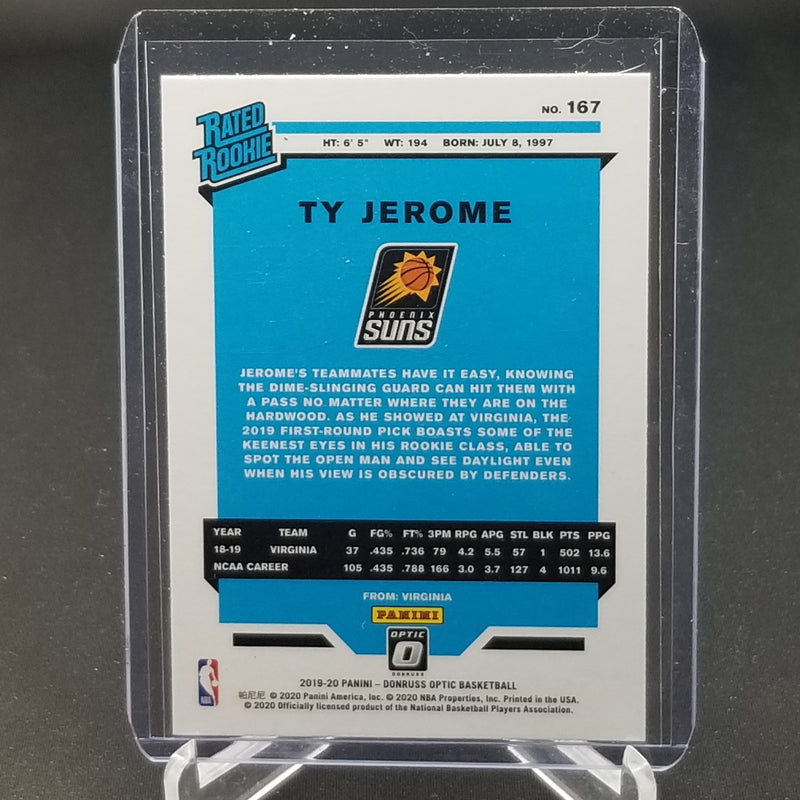 NO. 167
RATED
ROOKIE
HT: 6' 5" WT: 194 BORN: JULY 8, 1997
TY JEROME
PHOENIX
SUNS
JEROME'S TEAMMATES HAVE IT EASY, KNOWING
THE DIME-SLINGING GUARD CAN HIT THEM WITH
A PASS NO MATTER WHERE THEY ARE ON THE
HARDWOOD. AS HE SHOWED AT VIRGINIA, THE
2019 FIRST-ROUND PICK BOASTS SOME OF THE
KEENEST EYES IN HIS ROOKIE CLASS, ABLE TO
SPOT THE OPEN MAN AND SEE DAYLIGHT EVEN
WHEN HIS VIEW IS OBSCURED BY DEFENDERS.
YEAR TEAM G FG% FT% 3PM RPG APG STL BLK PTS PPG
18-19 VIRGINIA 37 .435 .736 79 4.2 5.5 57 1 502 13.6
NCAA CAREER 105 .435 .788 166 3.0 3.7 127 4 1011 9.6
FROM: VIRGINIA
PANINI
OPTIC
O
DONRUSS
2019-20 PANINI – DONRUSS OPTIC BASKETBALL
帕尼尼 © 2020 Panini America, Inc. © 2020 NBA Properties, Inc. Printed in the USA.
© 2020 Officially licensed product of the National Basketball Players Association.
NBA